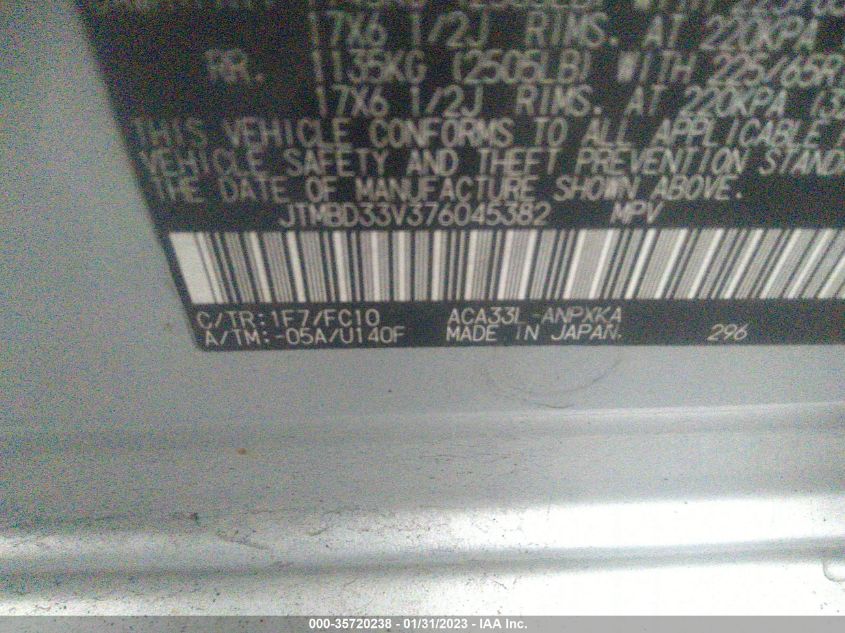 17X6 1/2J RIMS. AT 220KPA
RR. 1135KG (2505LB) WITH 225/65R
17X6 1/2J RIMS. AT 220KPA (3
THIS VEHICLE CONFORMS TO ALL APPLICABLE
VEHICLE SAFETY AND THEFT PREVENTION STAND
THE DATE OF MANUFACTURE SHOWN ABOVE.
JTMBD33V376045382 MPV
C/TR:1F7/FC10 ACA33L-ANPXKA
A/TM:-05A/U140F MADE IN JAPAN. 296
000-35720238 - 01/31/2023 - IAA Inc.